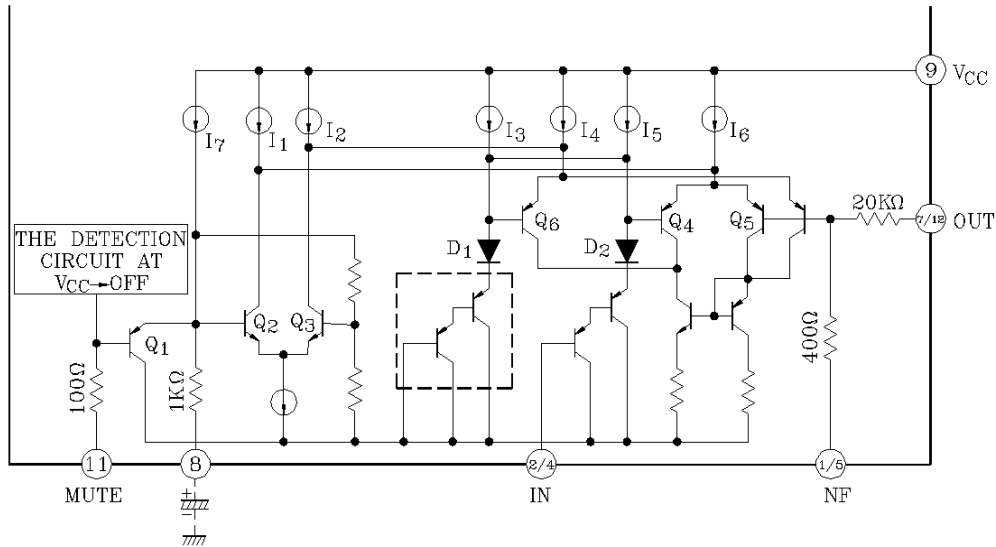 9 VCC
I7 I1 I2 I3 I4 I5 I6
20KΩ 7/12 OUT
THE DETECTION
CIRCUIT AT
VCC→OFF
D1 Q6 D2 Q4 Q5
Q1 Q2 Q3
100Ω 1KΩ 400Ω
11 8 2/4 1/5
MUTE IN NF
+
−